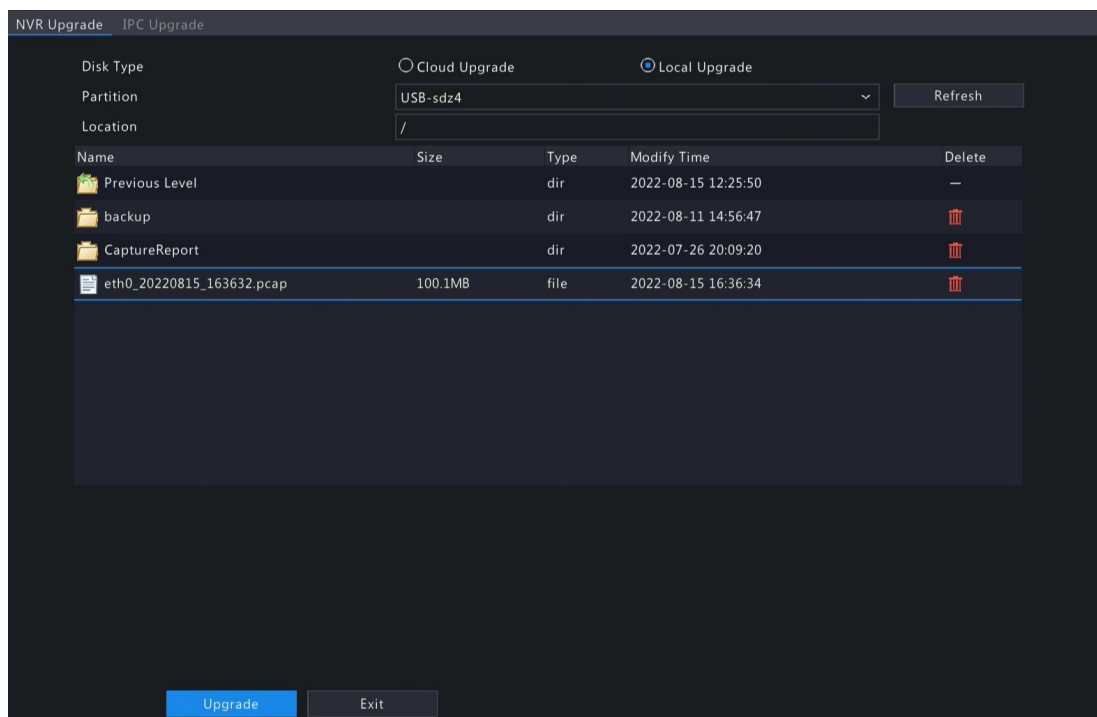 NVR Upgrade IPC Upgrade
Disk Type Cloud Upgrade Local Upgrade
Partition USB-sdz4 Refresh
Location /
Name Size Type Modify Time Delete
Previous Level dir 2022-08-15 12:25:50 —
backup dir 2022-08-11 14:56:47
CaptureReport dir 2022-07-26 20:09:20
eth0_20220815_163632.pcap 100.1MB file 2022-08-15 16:36:34
Upgrade Exit